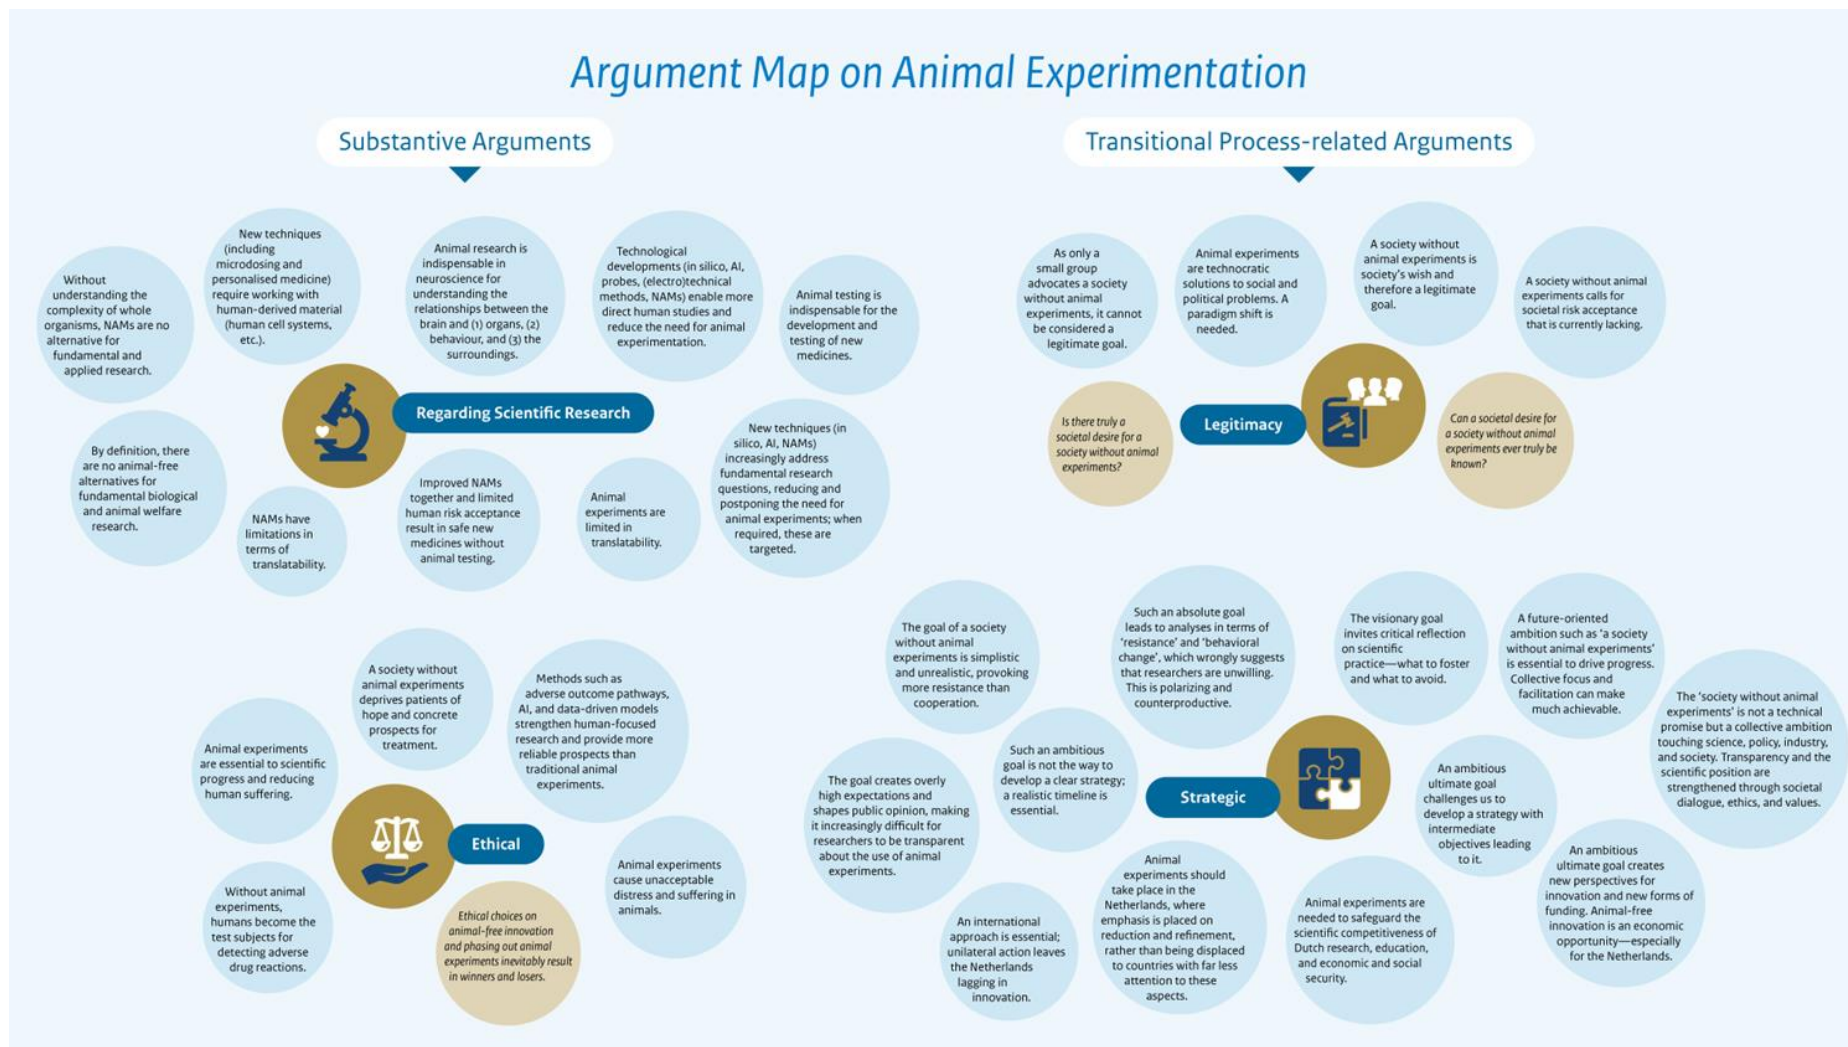 Argument Map on Animal Experimentation
Substantive Arguments
Without
understanding the
complexity of whole
organisms, NAMs are no
alternative for
fundamental and
applied research.
New techniques
(including
microdosing and
personalised medicine)
require working with
human-derived material
(human cell systems,
etc.).
Animal research is
indispensable in
neuroscience for
understanding the
relationships between the
brain and (1) organs, (2)
behaviour, and (3) the
surroundings.
Technological
developments (in silico, AI,
probes, (electro)technical
methods, NAMs) enable more
direct human studies and
reduce the need for animal
experimentation.
Animal testing is
indispensable for the
development and
testing of new
medicines.
Regarding Scientific Research
By definition, there
are no animal-free
alternatives for
fundamental biological
and animal welfare
research.
NAMs have
limitations in
terms of
translatability.
Improved NAMs
together and limited
human risk acceptance
result in safe new
medicines without
animal testing.
Animal
experiments are
limited in
translatability.
New techniques (in
silico, AI, NAMs)
increasingly address
fundamental research
questions, reducing and
postponing the need for
animal experiments; when
required, these are
targeted.
Animal experiments
are essential to scientific
progress and reducing
human suffering.
A society without
animal experiments
deprives patients of
hope and concrete
prospects for
treatment.
Methods such as
adverse outcome pathways,
AI, and data-driven models
strengthen human-focused
research and provide more
reliable prospects than
traditional animal
experiments.
Ethical
Without animal
experiments,
humans become the
test subjects for
detecting adverse
drug reactions.
Ethical choices on
animal-free innovation
and phasing out animal
experiments inevitably result
in winners and losers.
Animal experiments
cause unacceptable
distress and suffering in
animals.
Transitional Process-related Arguments
As only a
small group
advocates a society
without animal
experiments, it cannot
be considered a
legitimate goal.
Animal experiments
are technocratic
solutions to social and
political problems. A
paradigm shift is
needed.
A society without
animal experiments is
society's wish and
therefore a legitimate
goal.
A society without animal
experiments calls for
societal risk acceptance
that is currently lacking.
Is there truly a
societal desire for a
society without animal
experiments?
Legitimacy
Can a societal desire for
a society without animal
experiments ever truly be
known?
The goal of a society
without animal
experiments is simplistic
and unrealistic, provoking
more resistance than
cooperation.
Such an absolute goal
leads to analyses in terms of
'resistance' and 'behavioral
change', which wrongly suggests
that researchers are unwilling.
This is polarizing and
counterproductive.
The visionary goal
invites critical reflection
on scientific
practice—what to foster
and what to avoid.
A future-oriented
ambition such as 'a society
without animal experiments'
is essential to drive progress.
Collective focus and
facilitation can make
much achievable.
The 'society without animal
experiments' is not a technical
promise but a collective ambition
touching science, policy, industry,
and society. Transparency and the
scientific position are
strengthened through societal
dialogue, ethics, and values.
The goal creates overly
high expectations and
shapes public opinion, making
it increasingly difficult for
researchers to be transparent
about the use of animal
experiments.
Such an ambitious
goal is not the way to
develop a clear strategy;
a realistic timeline is
essential.
Strategic
An ambitious
ultimate goal
challenges us to
develop a strategy with
intermediate
objectives leading
to it.
An international
approach is essential;
unilateral action leaves
the Netherlands
lagging in
innovation.
Animal
experiments should
take place in the
Netherlands, where
emphasis is placed on
reduction and refinement,
rather than being displaced
to countries with far less
attention to these
aspects.
Animal experiments are
needed to safeguard the
scientific competitiveness of
Dutch research, education,
and economic and social
security.
An ambitious
ultimate goal creates
new perspectives for
innovation and new forms of
funding. Animal-free
innovation is an economic
opportunity—especially
for the Netherlands.